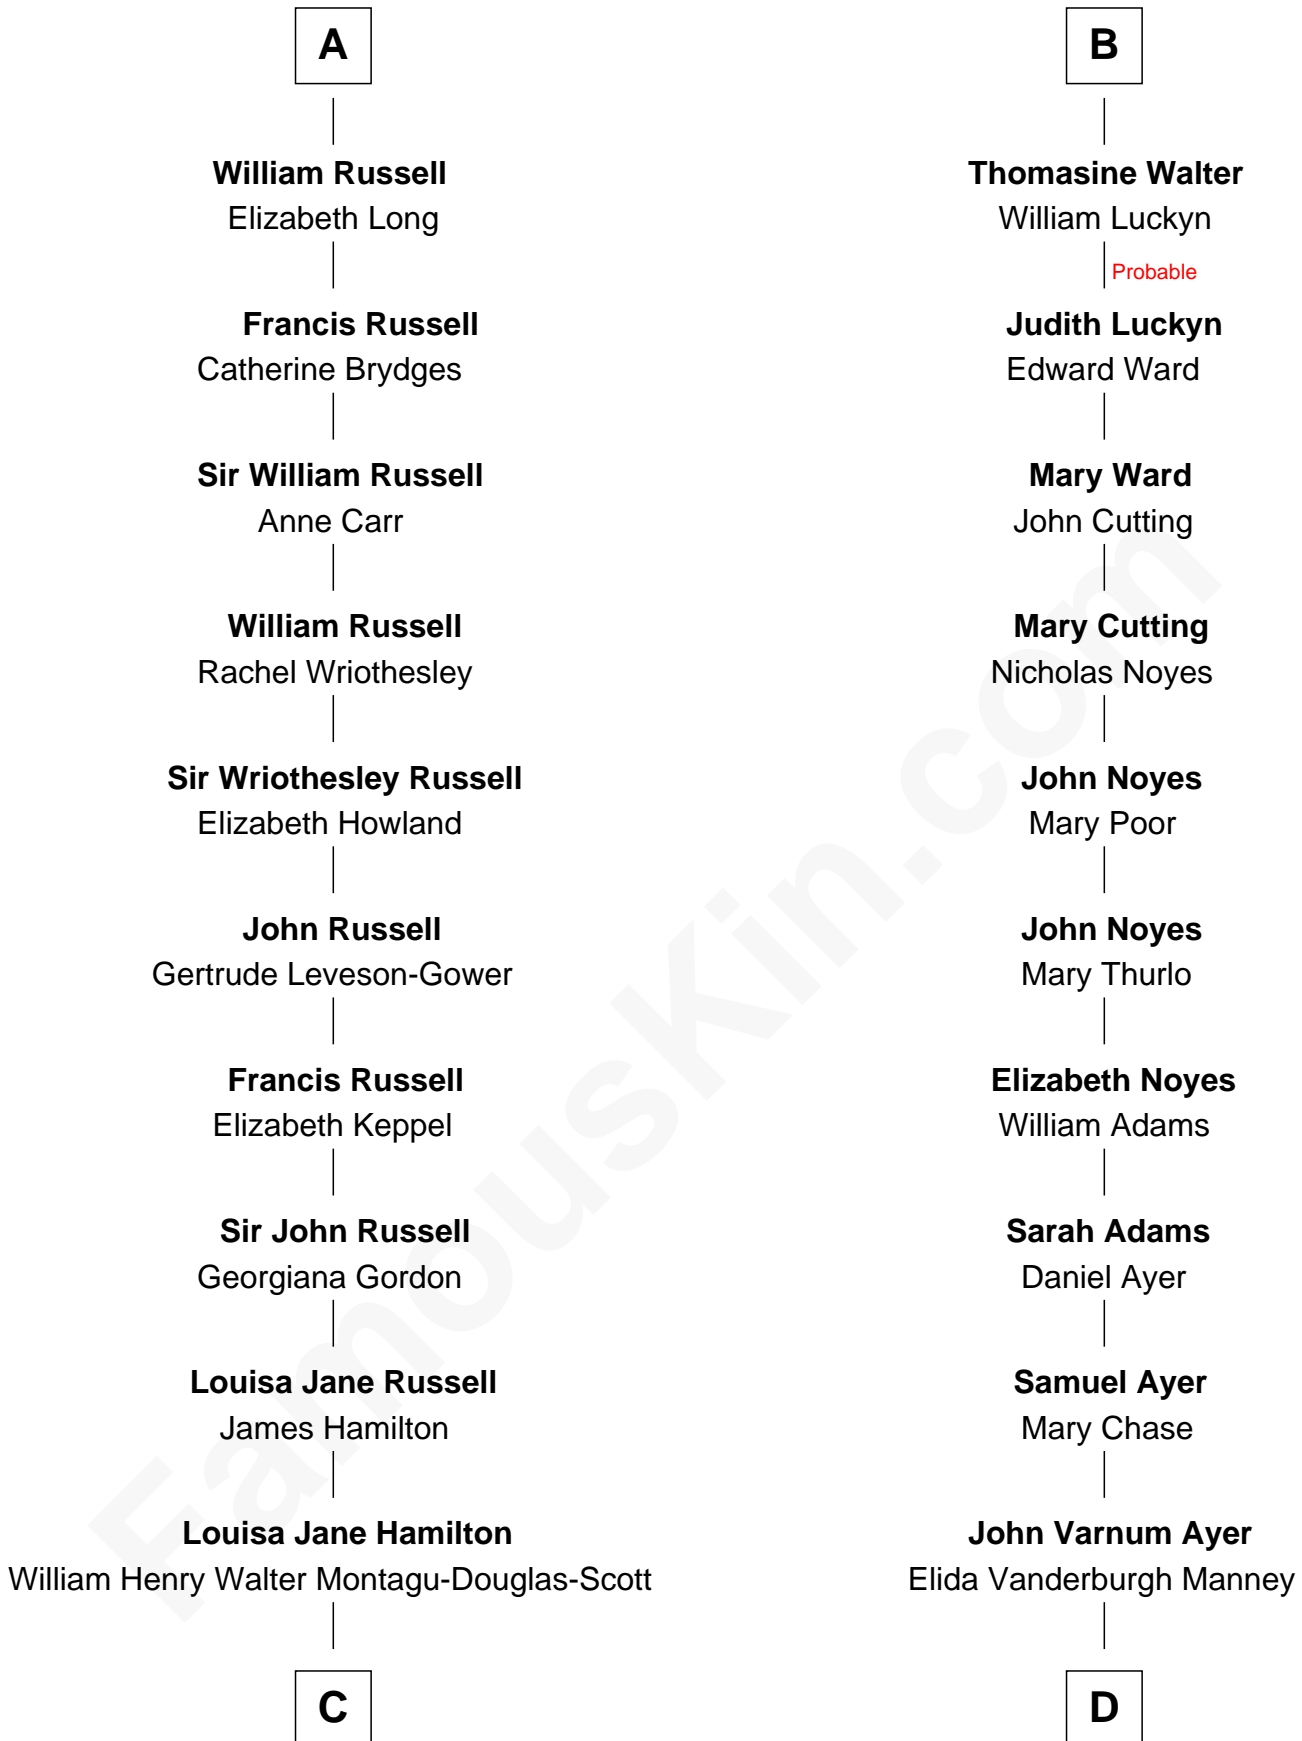 A
William Russell
Elizabeth Long
Francis Russell
Catherine Brydges
Sir William Russell
Anne Carr
William Russell
Rachel Wriothesley
Sir Wriothesley Russell
Elizabeth Howland
John Russell
Gertrude Leveson-Gower
Francis Russell
Elizabeth Keppel
Sir John Russell
Georgiana Gordon
Louisa Jane Russell
James Hamilton
Louisa Jane Hamilton
William Henry Walter Montagu-Douglas-Scott
C
B
Thomasine Walter
William Luckyn
Probable
Judith Luckyn
Edward Ward
Mary Ward
John Cutting
Mary Cutting
Nicholas Noyes
John Noyes
Mary Poor
John Noyes
Mary Thurlo
Elizabeth Noyes
William Adams
Sarah Adams
Daniel Ayer
Samuel Ayer
Mary Chase
John Varnum Ayer
Elida Vanderburgh Manney
D
FamousKin.com